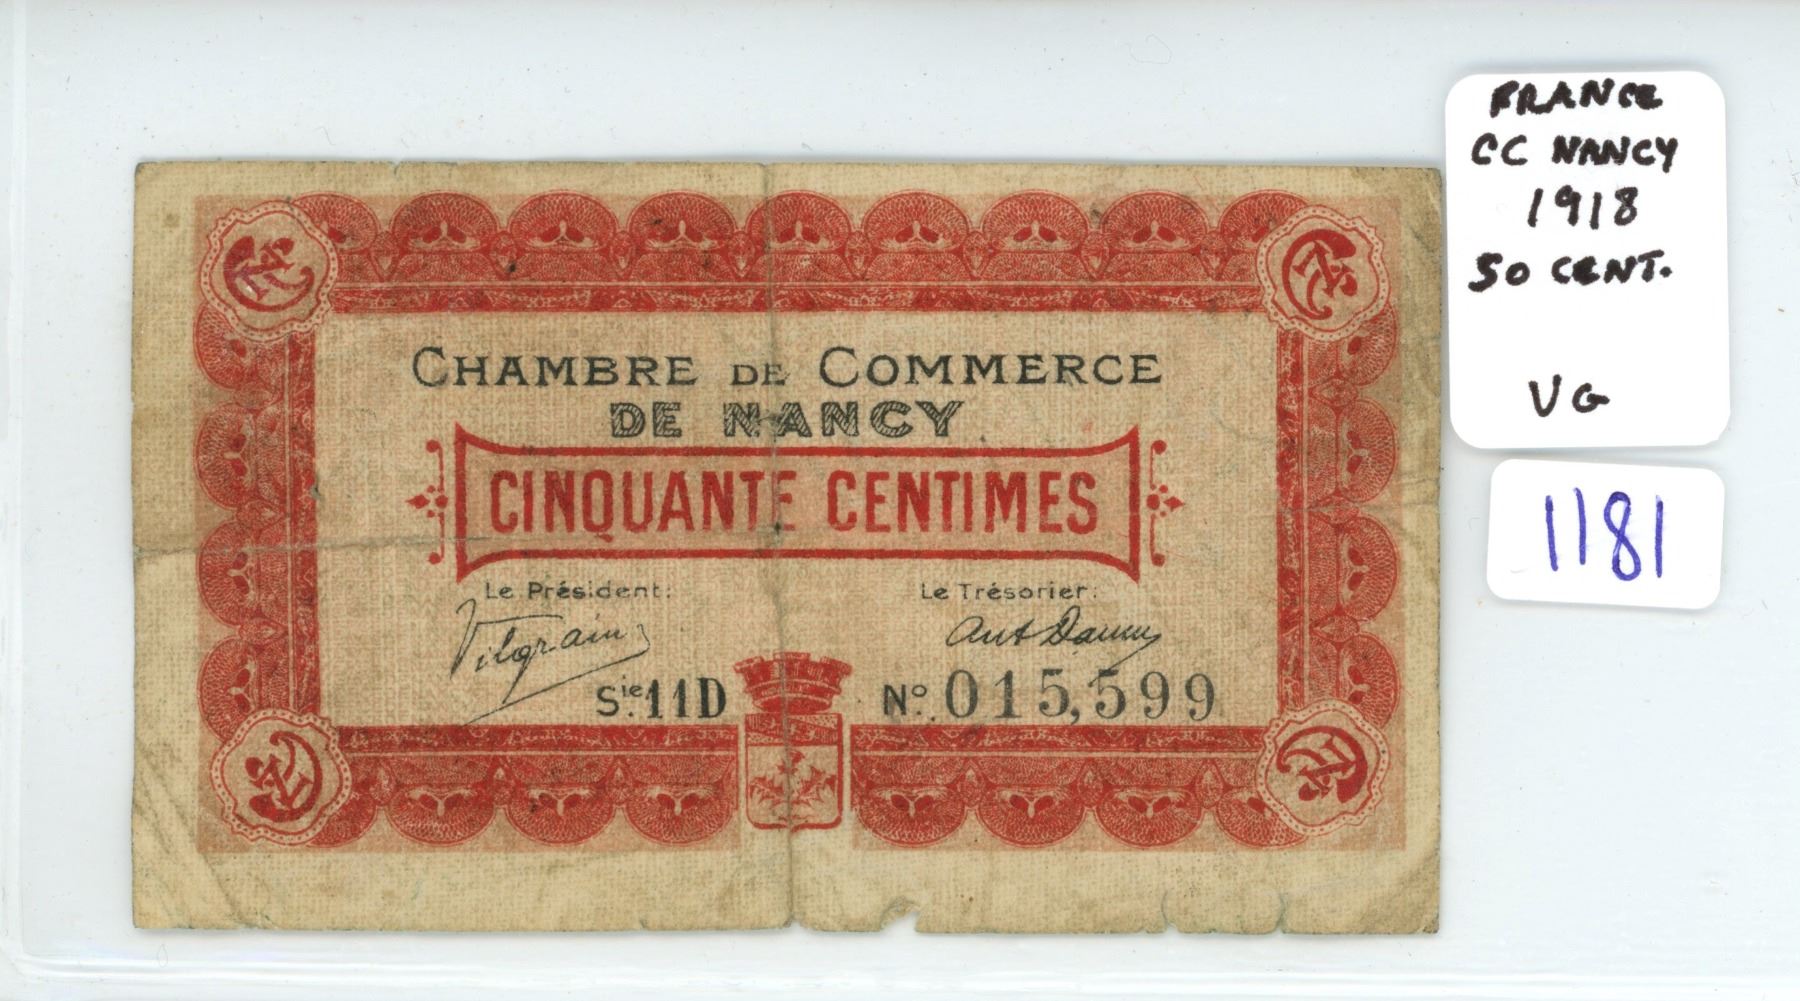 CHAMBRE DE COMMERCE
DE NANCY
CINQUANTE CENTIMES
Le Président:
Le Trésorier:
Vilgrain
Sie. 11D
No. 015,599
FRANCE
CC NANCY
1918
50 CENT.
VG
1181